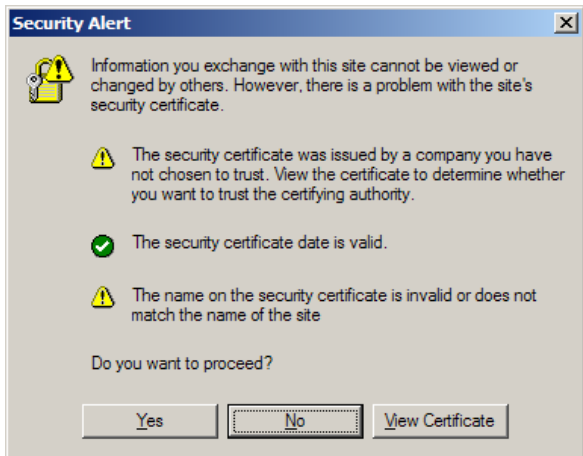 Security Alert
Information you exchange with this site cannot be viewed or
changed by others. However, there is a problem with the site's
security certificate.
The security certificate was issued by a company you have
not chosen to trust. View the certificate to determine whether
you want to trust the certifying authority.
The security certificate date is valid.
The name on the security certificate is invalid or does not
match the name of the site
Do you want to proceed?
Yes No View Certificate